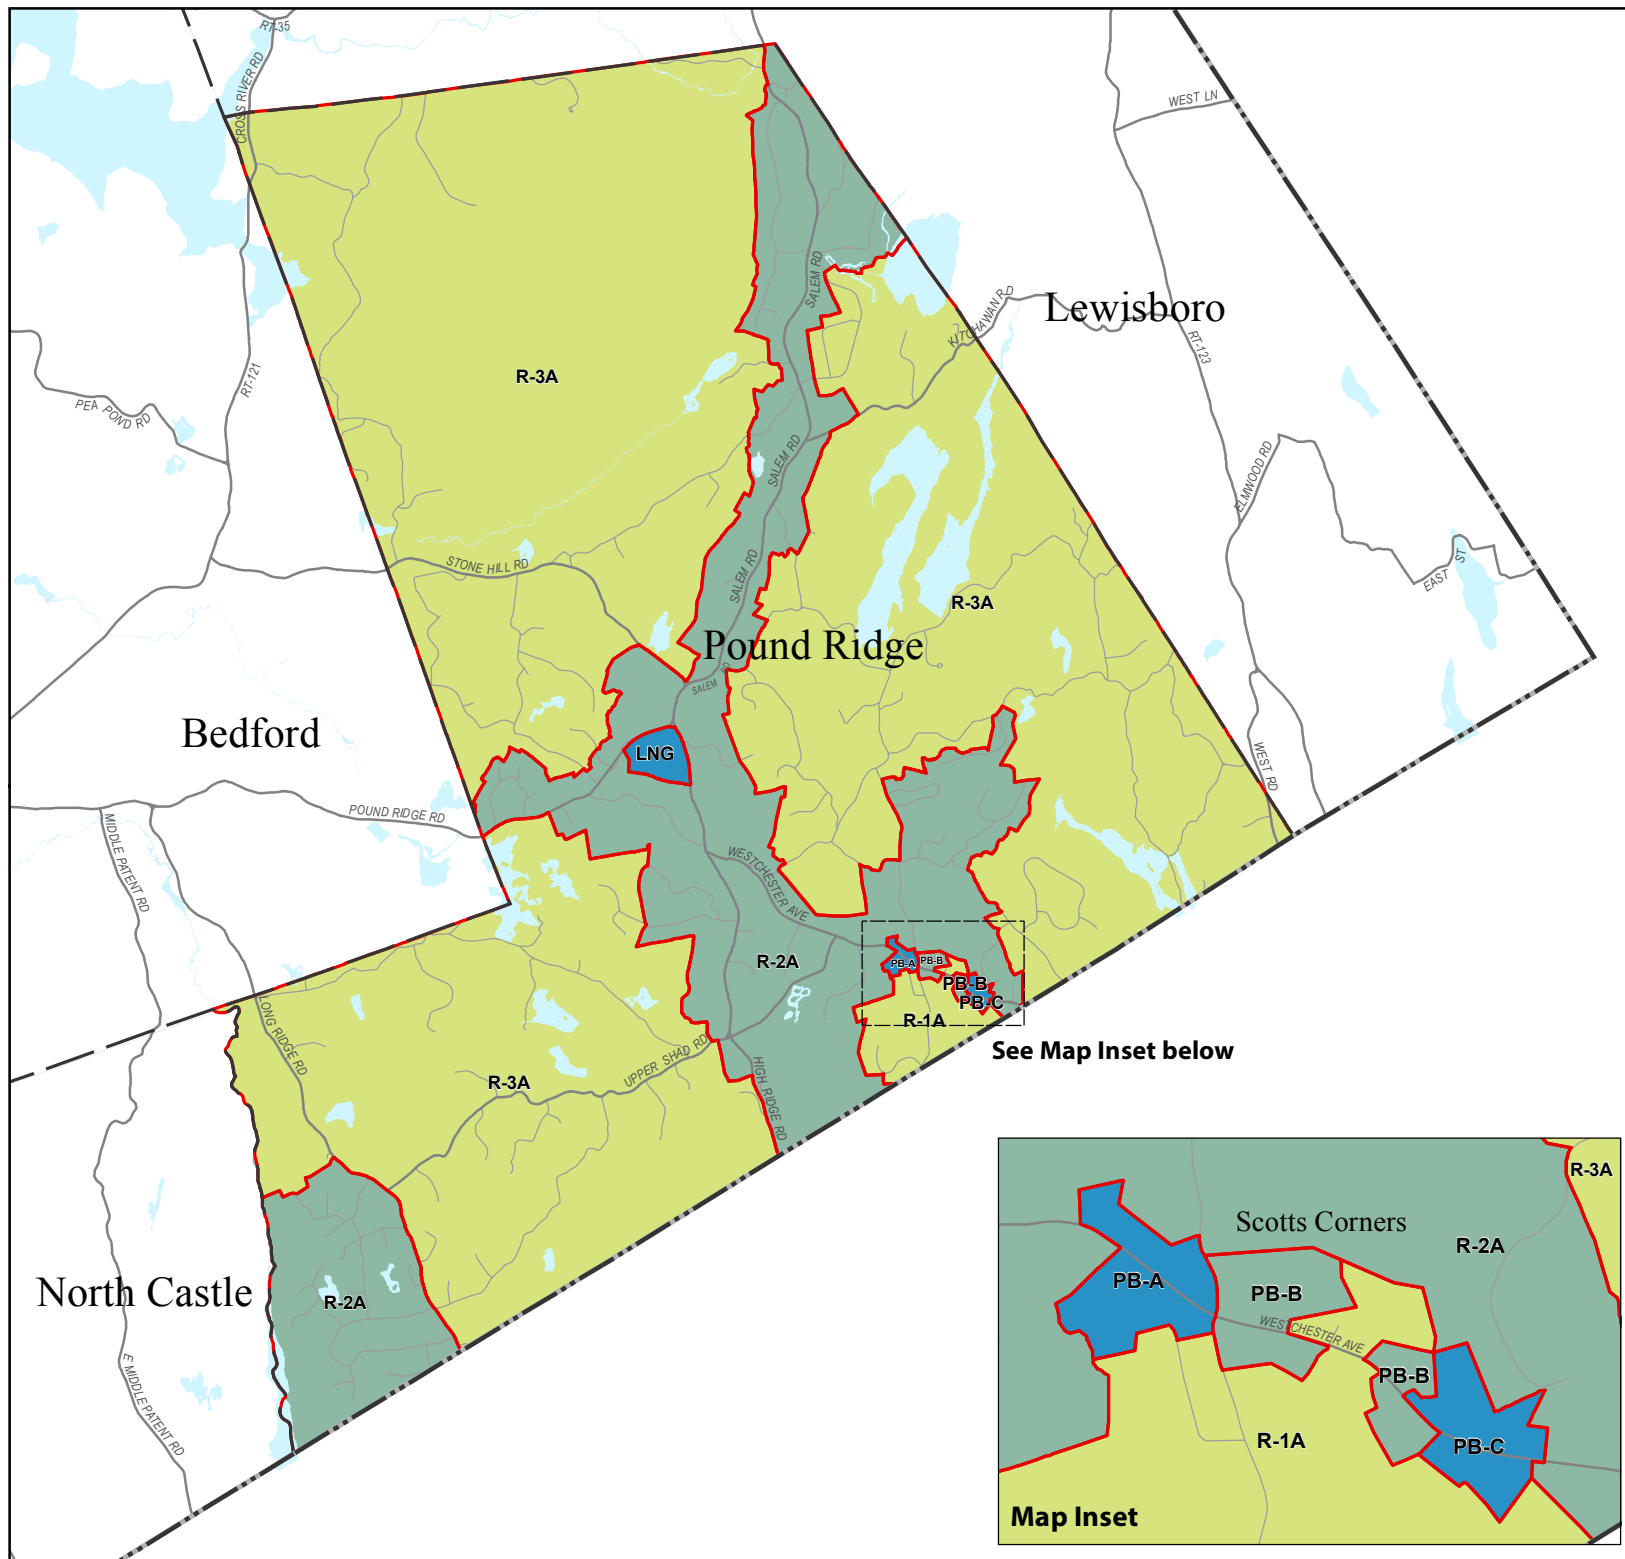 RT-35
CROSS RIVER RD
WEST LN
SALEM RD
KITCHAWAN RD
Lewisboro
RT-123
RT-121
R-3A
PEA POND RD
SALEM RD
ELMWOOD RD
STONE HILL RD
SALEM RD
EAST ST
R-3A
Pound Ridge
SALEM RD
Bedford
LNG
WEST RD
POUND RIDGE RD
MIDDLE PATENT RD
WESTCHESTER AVE
R-2A
PB-A
PB-B
PB-B
PB-C
R-1A
See Map Inset below
LONG RIDGE RD
R-3A
UPPER SHAD RD
HIGH RIDGE RD
North Castle
R-2A
E MIDDLE PATENT RD
R-3A
Scotts Corners
R-2A
PB-A
PB-B
WESTCHESTER AVE
PB-B
R-1A
PB-C
Map Inset